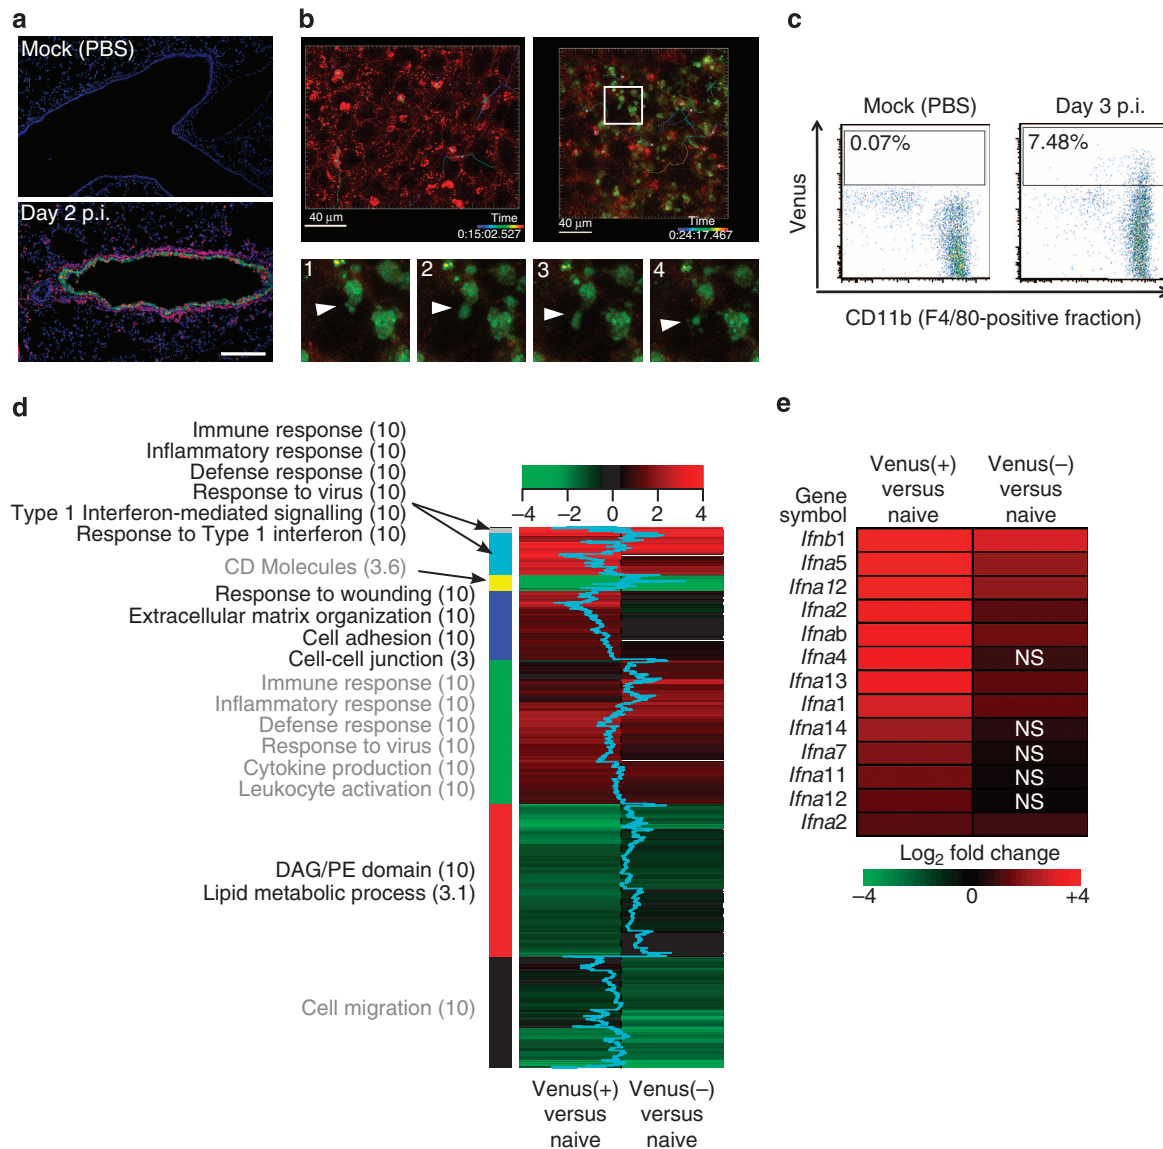 a
Mock (PBS)
Day 2 p.i.
b
40 µm
Time
0:15:02.527
40 µm
Time
0:24:17.467
1
2
3
4
c
Mock (PBS)
Day 3 p.i.
0.07%
7.48%
Venus
CD11b (F4/80-positive fraction)
d
Immune response (10)
Inflammatory response (10)
Defense response (10)
Response to virus (10)
Type 1 Interferon-mediated signalling (10)
Response to Type 1 interferon (10)
CD Molecules (3.6)
Response to wounding (10)
Extracellular matrix organization (10)
Cell adhesion (10)
Cell-cell junction (3)
Immune response (10)
Inflammatory response (10)
Defense response (10)
Response to virus (10)
Cytokine production (10)
Leukocyte activation (10)
DAG/PE domain (10)
Lipid metabolic process (3.1)
Cell migration (10)
−4 −2 0 2 4
Venus(+) versus naive
Venus(−) versus naive
e
Gene symbol
Venus(+) versus naive
Venus(−) versus naive
Ifnb1
Ifna5
Ifna12
Ifna2
Ifnab
Ifna4 NS
Ifna13
Ifna1
Ifna14 NS
Ifna7 NS
Ifna11 NS
Ifna12 NS
Ifna2
Log2 fold change
−4 0 +4